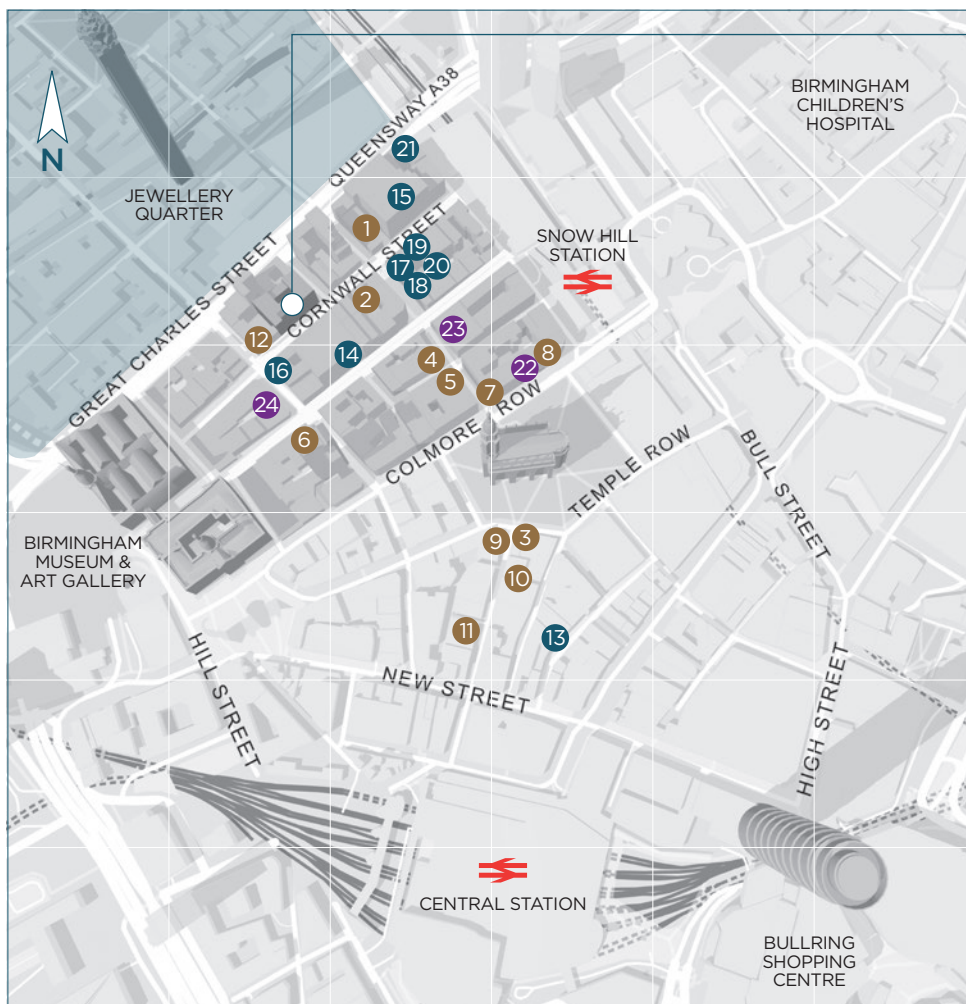 BIRMINGHAM
CHILDREN'S
HOSPITAL
QUEENSWAY A38
21
N
JEWELLERY
QUARTER
15
1
CORNWALL STREET
19
SNOW HILL
STATION
17
20
18
GREAT CHARLES STREET
2
23
12
14
4
8
16
5
22
7
24
6
COLMORE ROW
TEMPLE ROW
BULL STREET
BIRMINGHAM
MUSEUM &
ART GALLERY
9
3
10
11
13
HILL STREET
NEW STREET
HIGH STREET
CENTRAL STATION
BULLRING
SHOPPING
CENTRE